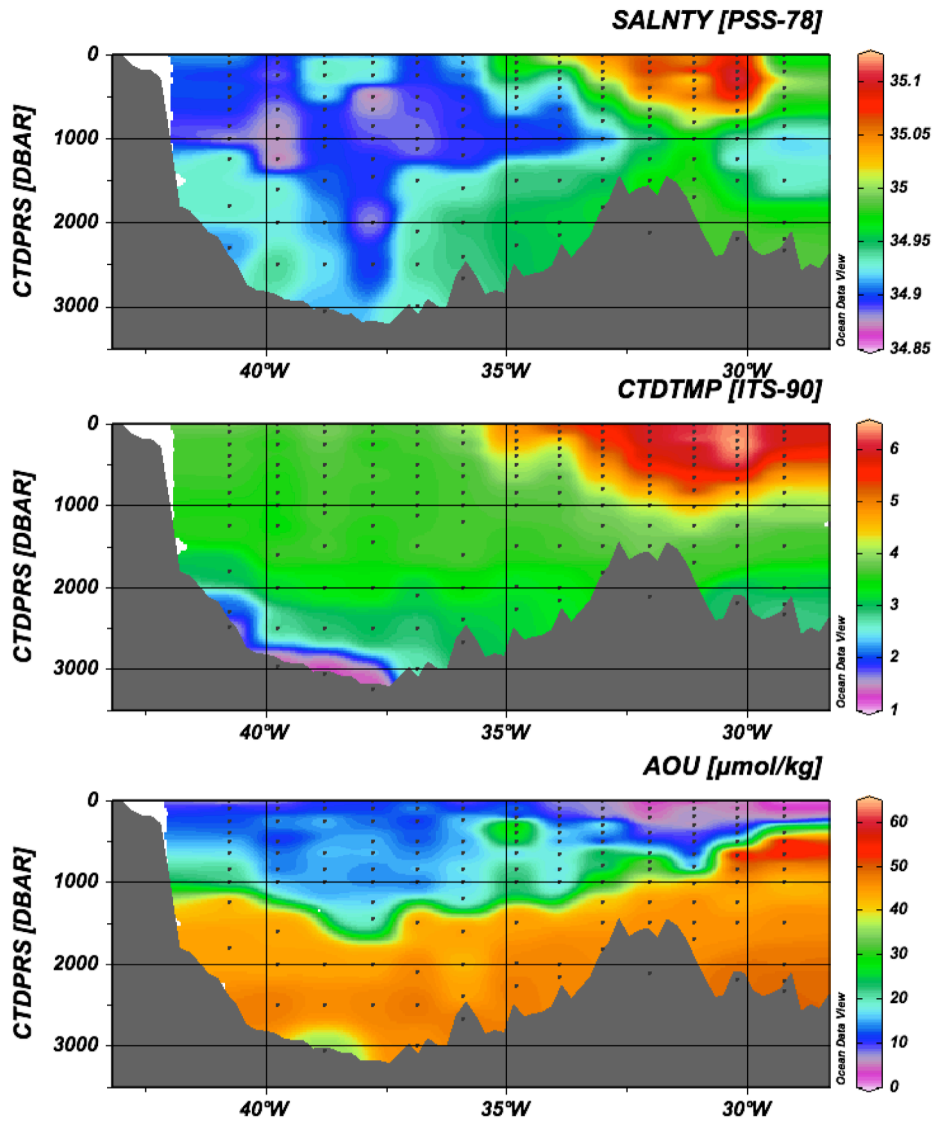 SALNTY [PSS-78]
CTDPRS [DBAR]
0
1000
2000
3000
40°W
35°W
30°W
35.1
35.05
35
34.95
34.9
34.85
Ocean Data View
CTDTMP [ITS-90]
CTDPRS [DBAR]
0
1000
2000
3000
40°W
35°W
30°W
6
5
4
3
2
1
Ocean Data View
AOU [µmol/kg]
CTDPRS [DBAR]
0
1000
2000
3000
40°W
35°W
30°W
60
50
40
30
20
10
0
Ocean Data View